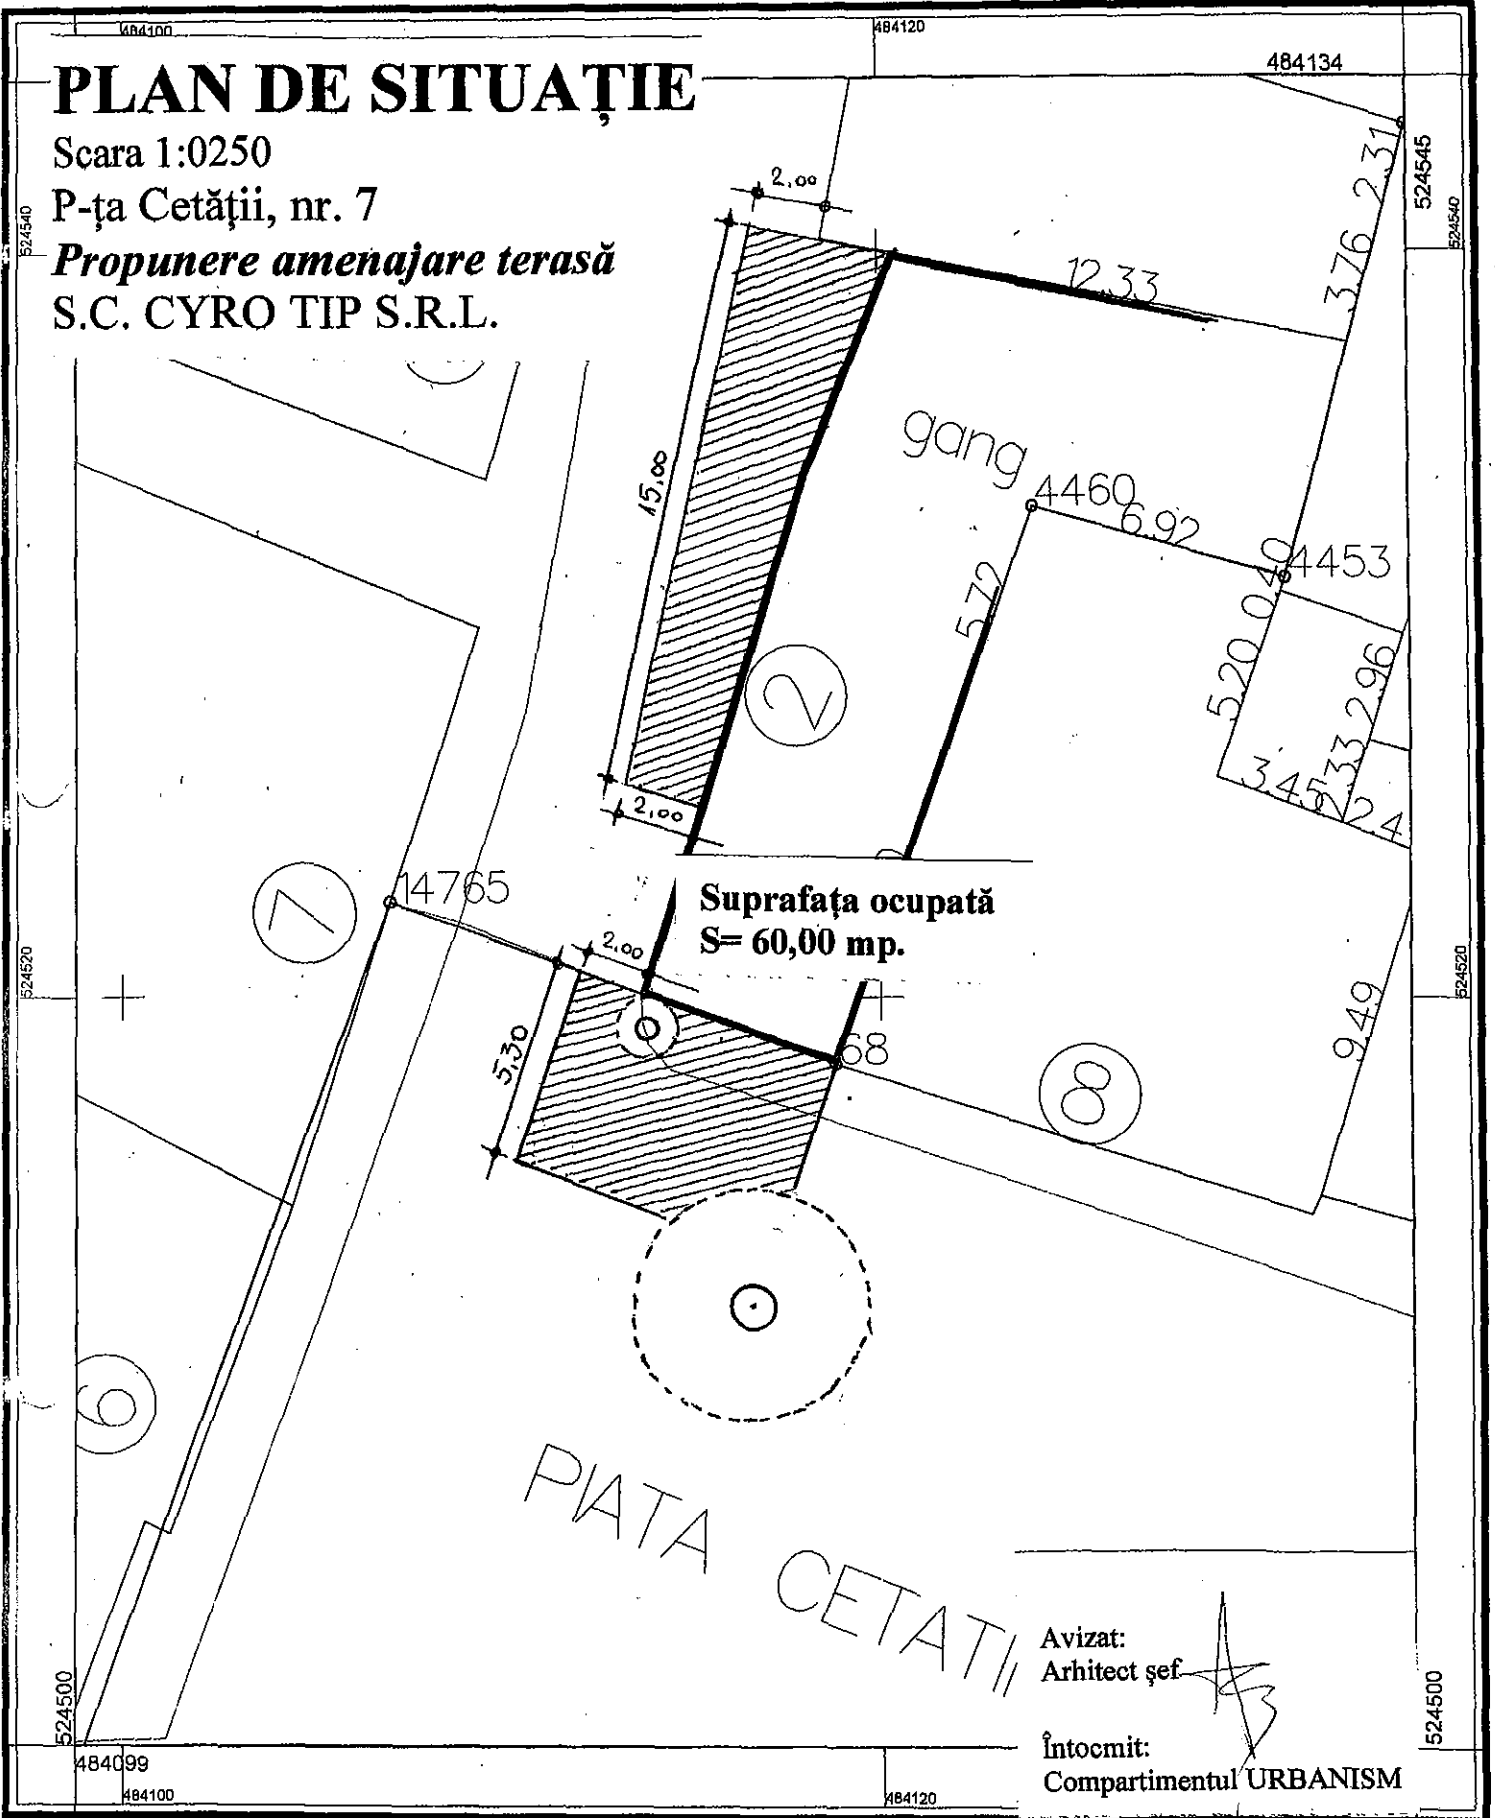 484100
484120
484134
PLAN DE SITUAȚIE
Scara 1:0250
P-ța Cetății, nr. 7
Propunere amenajare terasă
S.C. CYRO TIP S.R.L.
524540
524545
524540
2,00
2.31
3.76
12.33
15,00
gang
4460
6.92
4453
0.40
5.72
5.20
2.96
2
3.45
2,00
7
14765
Suprafața ocupată
S= 60,00 mp.
2,00
524520
524520
5,30
68
9.49
8
6
PIATA CETATII
Avizat:
Arhitect șef
Întocmit:
Compartimentul URBANISM
524500
524500
484099
484100
484120